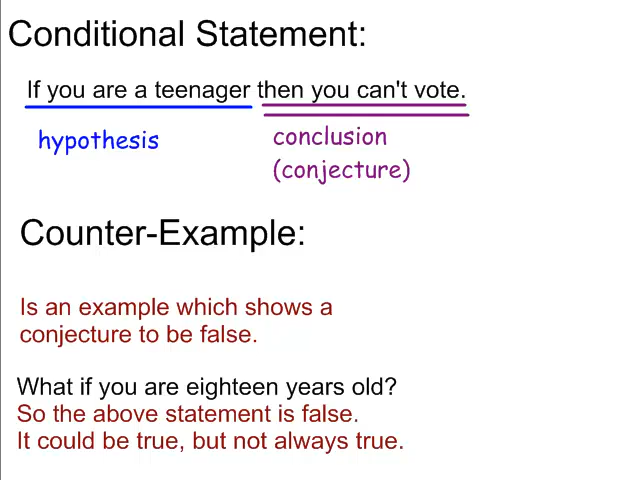 Conditional Statement:
If you are a teenager then you can't vote.
hypothesis
conclusion
(conjecture)
Counter-Example:
Is an example which shows a
conjecture to be false.
What if you are eighteen years old?
So the above statement is false.
It could be true, but not always true.